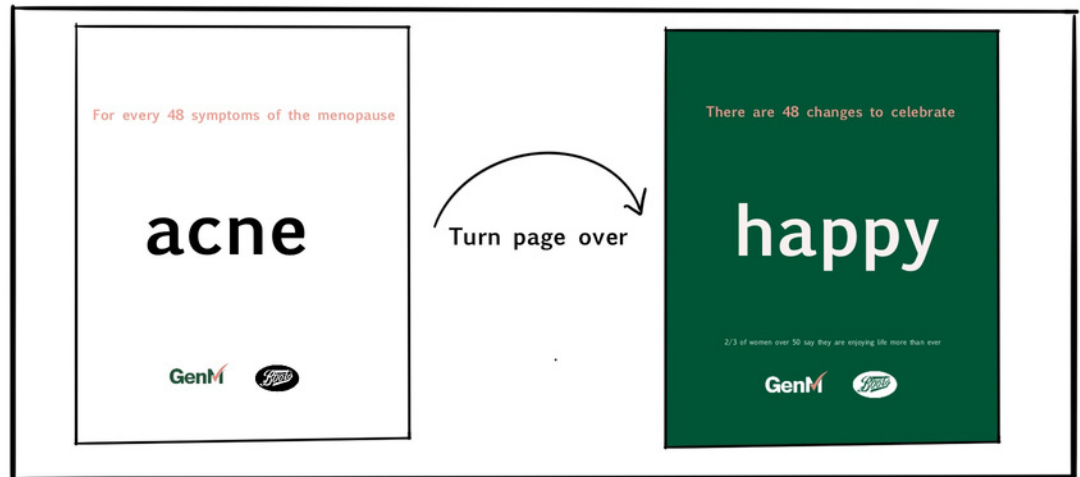 For every 48 symptoms of the menopause
acne
GenM
Boots
Turn page over
There are 48 changes to celebrate
happy
2/3 of women over 50 say they are enjoying life more than ever
GenM
Boots